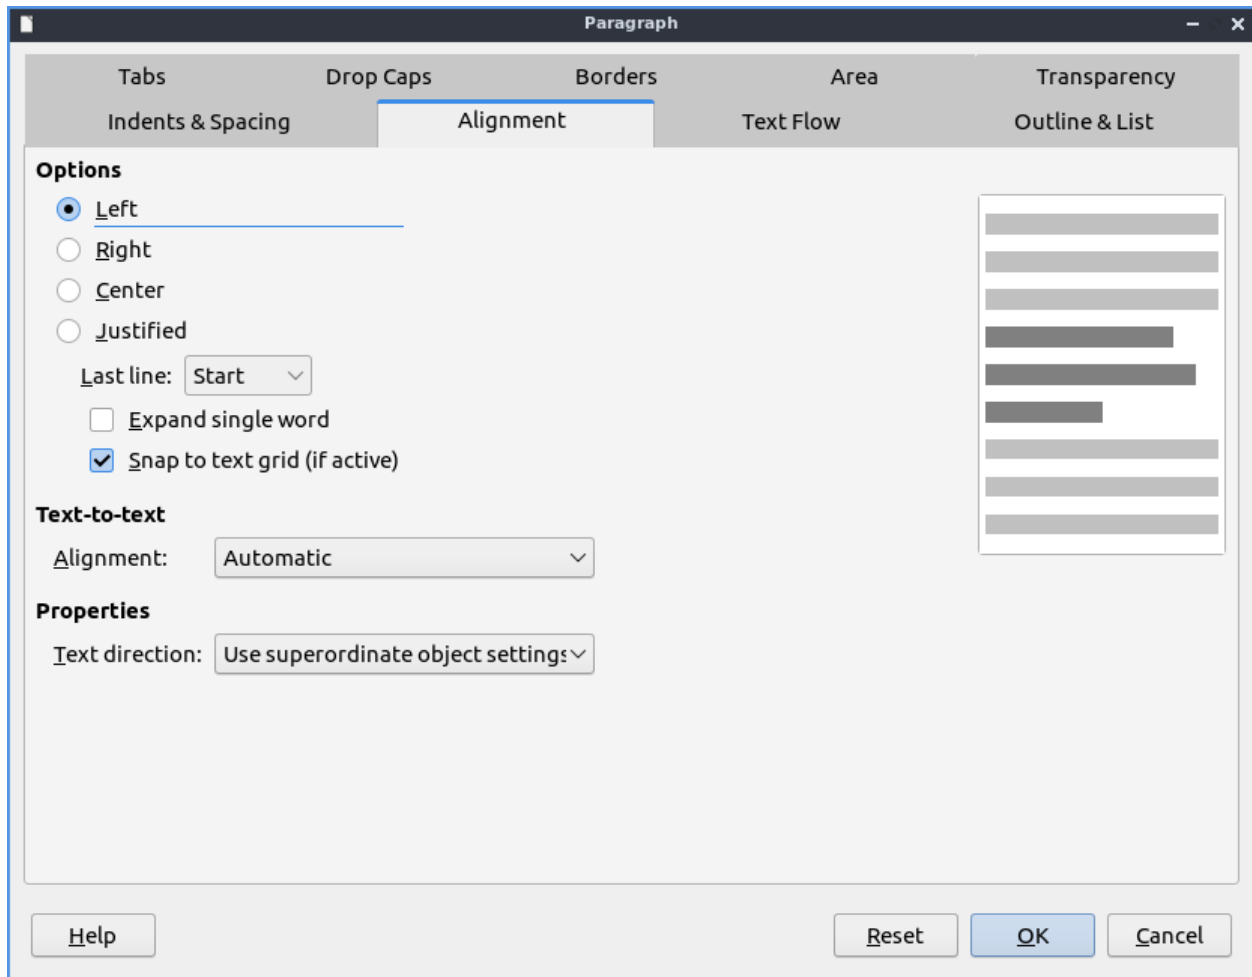 Paragraph
Tabs Drop Caps Borders Area Transparency
Indents & Spacing Alignment Text Flow Outline & List
Options
Left
Right
Center
Justified
Last line: Start
Expand single word
Snap to text grid (if active)
Text-to-text
Alignment: Automatic
Properties
Text direction: Use superordinate object settings
Help Reset OK Cancel